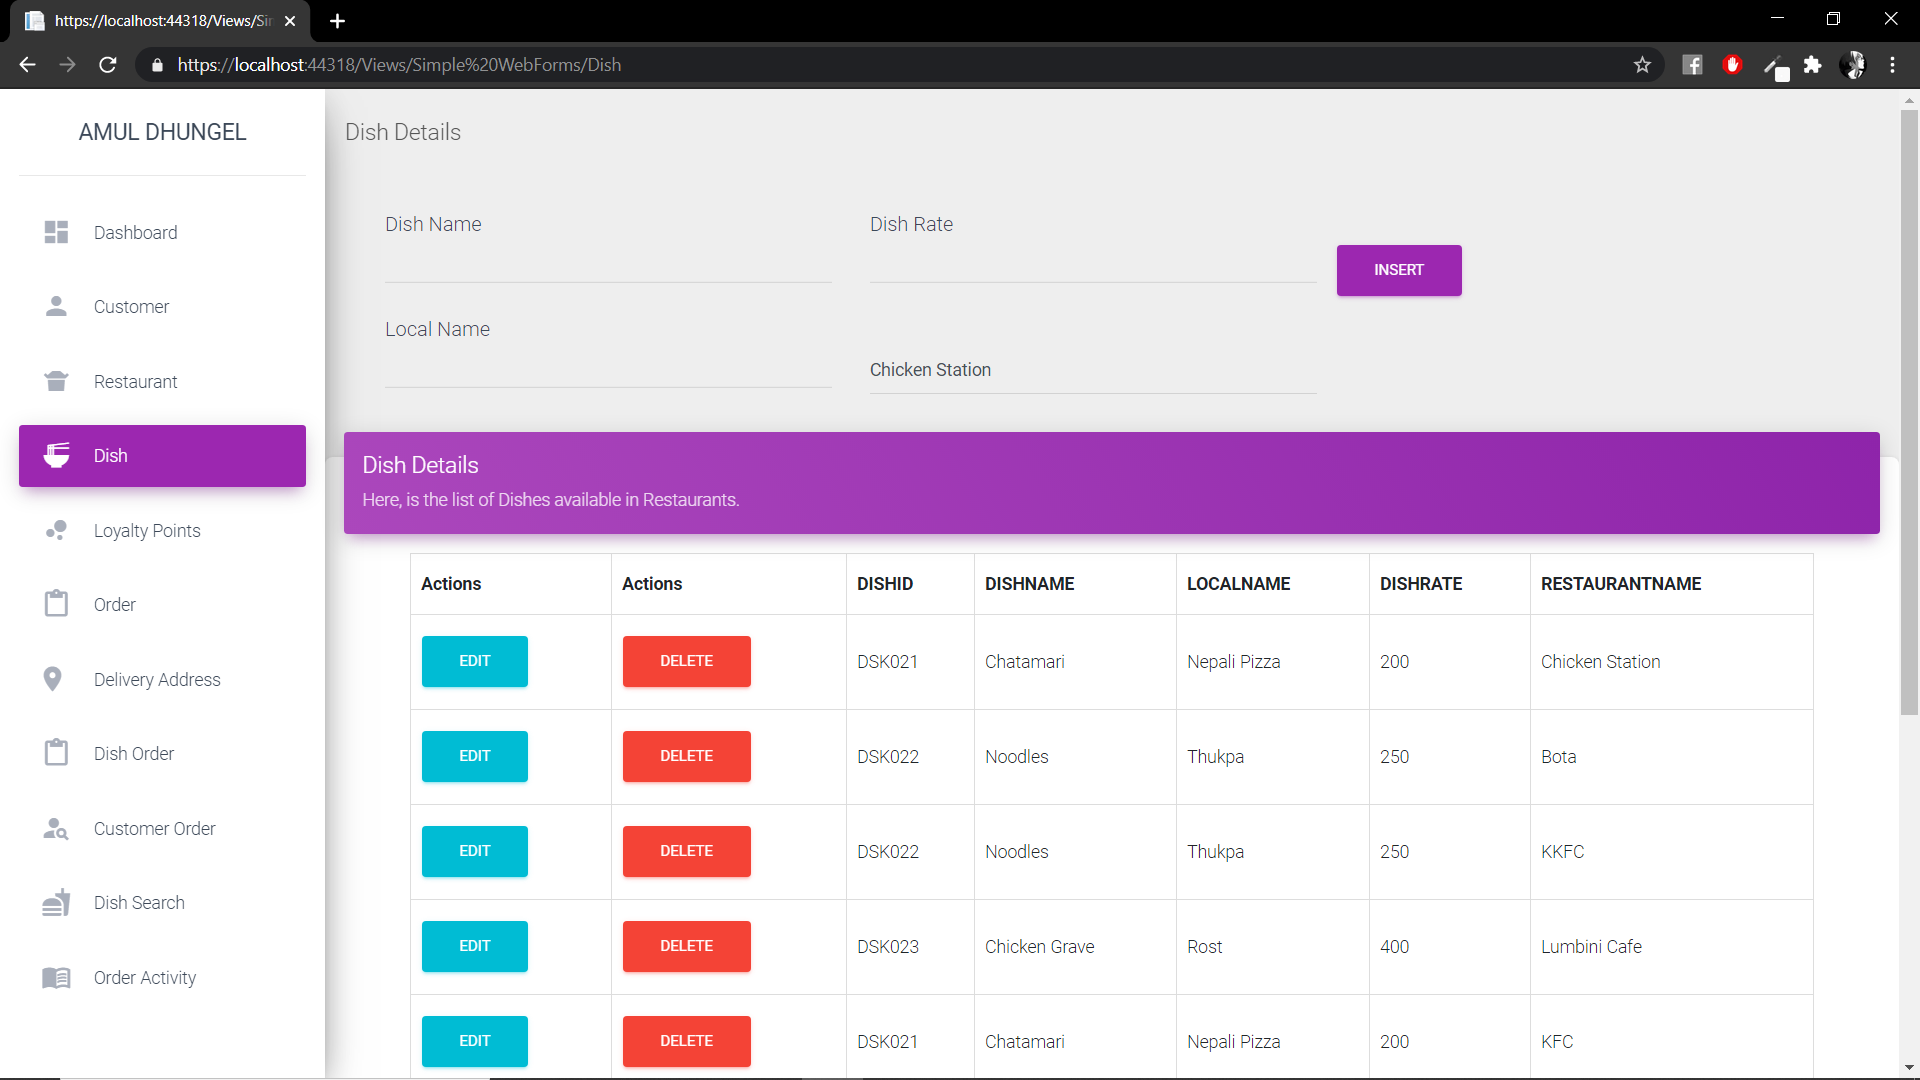 https://localhost:44318/Views/Sir
https://localhost:44318/Views/Simple%20WebForms/Dish
AMUL DHUNGEL
Dashboard
Customer
Restaurant
Dish
Loyalty Points
Order
Delivery Address
Dish Order
Customer Order
Dish Search
Order Activity
Dish Details
Dish Name Dish Rate
INSERT
Local Name
Chicken Station
Dish Details
Here, is the list of Dishes available in Restaurants.
Actions Actions DISHID DISHNAME LOCALNAME DISHRATE RESTAURANTNAME
EDIT DELETE DSK021 Chatamari Nepali Pizza 200 Chicken Station
EDIT DELETE DSK022 Noodles Thukpa 250 Bota
EDIT DELETE DSK022 Noodles Thukpa 250 KKFC
EDIT DELETE DSK023 Chicken Grave Rost 400 Lumbini Cafe
EDIT DELETE DSK021 Chatamari Nepali Pizza 200 KFC